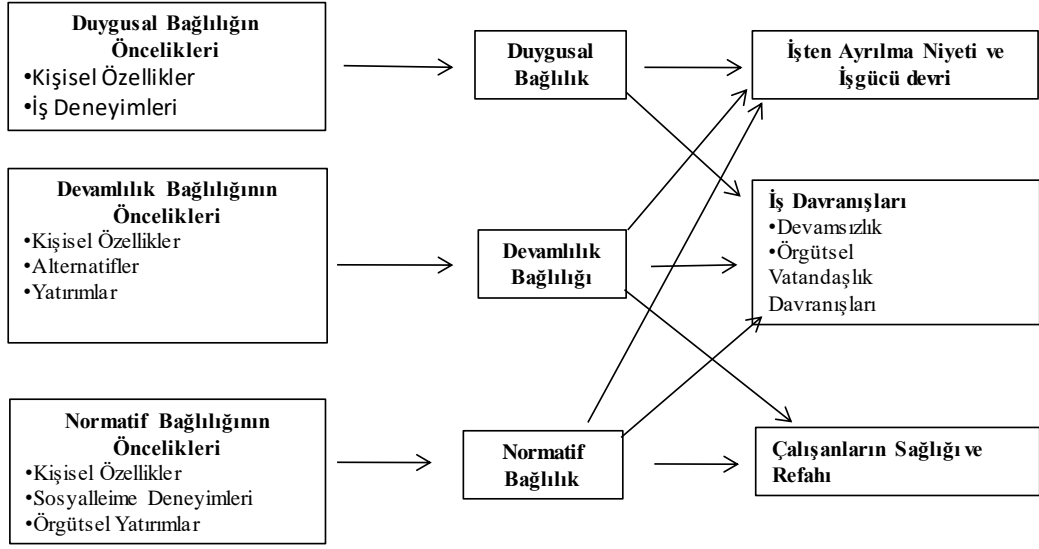 Duygusal Bağlılığın
Öncelikleri
•Kişisel Özellikler
•İş Deneyimleri
Duygusal
Bağlılık
İşten Ayrılma Niyeti ve
İşgücü devri
Devamlılık Bağlılığının
Öncelikleri
•Kişisel Özellikler
•Alternatifler
•Yatırımlar
Devamlılık
Bağlılığı
İş Davranışları
•Devamsızlık
•Örgütsel
Vatandaşlık
Davranışları
Normatif Bağlılığının
Öncelikleri
•Kişisel Özellikler
•Sosyalleime Deneyimleri
•Örgütsel Yatırımlar
Normatif
Bağlılık
Çalışanların Sağlığı ve
Refahı